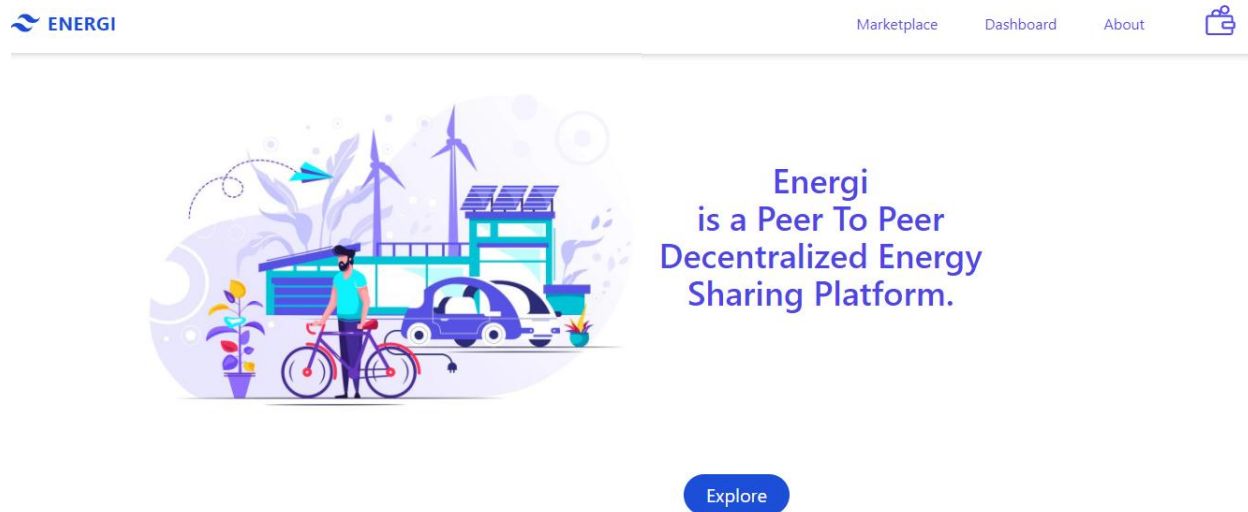 ENERGI
Marketplace
Dashboard
About
Energi
is a Peer To Peer
Decentralized Energy
Sharing Platform.
Explore